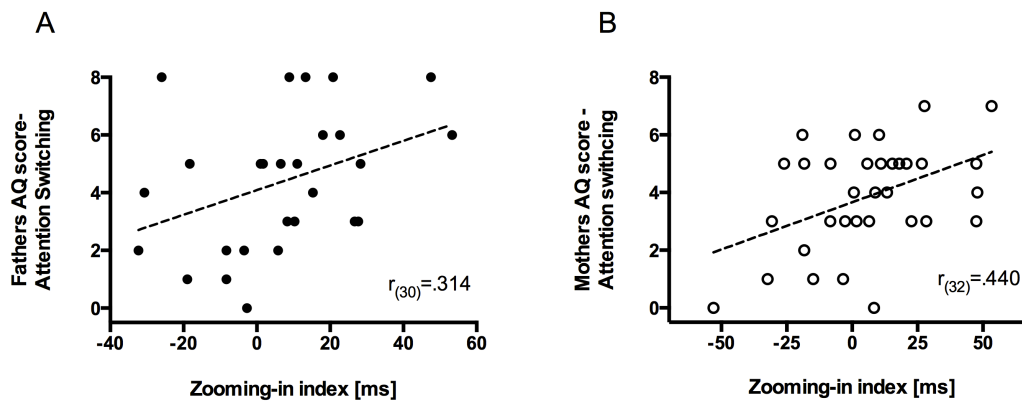 A
Fathers AQ score-
Attention Switching
8
6
4
2
0
-40
-20
0
20
40
60
r(30)=.314
Zooming-in index [ms]
B
Mothers AQ score -
Attention swithcing
8
6
4
2
0
-50
-25
0
25
50
r(32)=.440
Zooming-in index [ms]